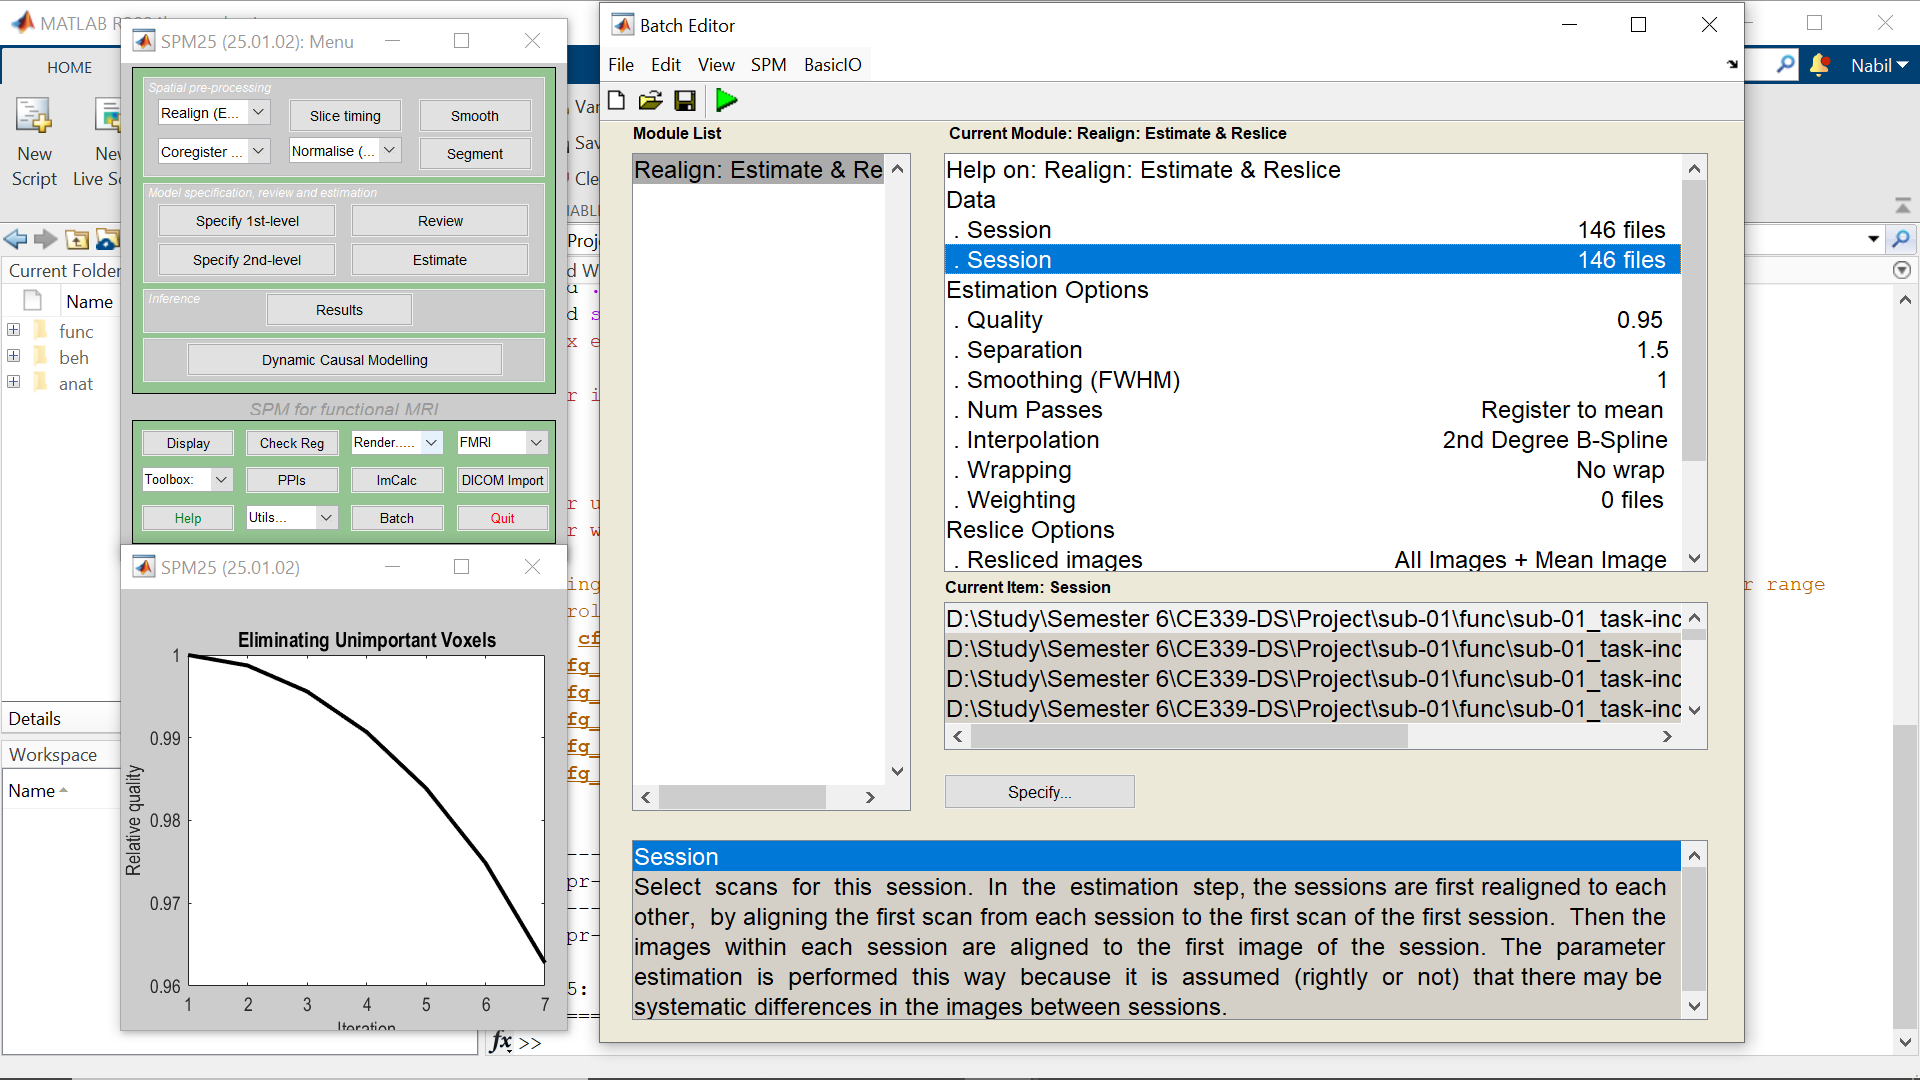 MATLAB
HOME
Nabil
New
Script
New
Live Sc
Current Folder
Name
func
beh
anat
Details
Workspace
Name
SPM25 (25.01.02): Menu
Spatial pre-processing
Realign (E...
Slice timing
Smooth
Coregister ...
Normalise (...
Segment
Model specification, review and estimation
Specify 1st-level
Review
Specify 2nd-level
Estimate
Inference
Results
Dynamic Causal Modelling
SPM for functional MRI
Display
Check Reg
Render.....
FMRI
Toolbox:
PPIs
ImCalc
DICOM Import
Help
Utils...
Batch
Quit
SPM25 (25.01.02)
Eliminating Unimportant Voxels
Relative quality
1
0.99
0.98
0.97
0.96
1 2 3 4 5 6 7
Iteration
fx >>
r range
Batch Editor
File Edit View SPM BasicIO
Module List
Realign: Estimate & Re
Current Module: Realign: Estimate & Reslice
Help on: Realign: Estimate & Reslice
Data
. Session 146 files
. Session 146 files
Estimation Options
. Quality 0.95
. Separation 1.5
. Smoothing (FWHM) 1
. Num Passes Register to mean
. Interpolation 2nd Degree B-Spline
. Wrapping No wrap
. Weighting 0 files
Reslice Options
. Resliced images All Images + Mean Image
Current Item: Session
D:\Study\Semester 6\CE339-DS\Project\sub-01\func\sub-01_task-inc
D:\Study\Semester 6\CE339-DS\Project\sub-01\func\sub-01_task-inc
D:\Study\Semester 6\CE339-DS\Project\sub-01\func\sub-01_task-inc
D:\Study\Semester 6\CE339-DS\Project\sub-01\func\sub-01_task-inc
Specify...
Session
Select scans for this session. In the estimation step, the sessions are first realigned to each
other, by aligning the first scan from each session to the first scan of the first session. Then the
images within each session are aligned to the first image of the session. The parameter
estimation is performed this way because it is assumed (rightly or not) that there may be
systematic differences in the images between sessions.